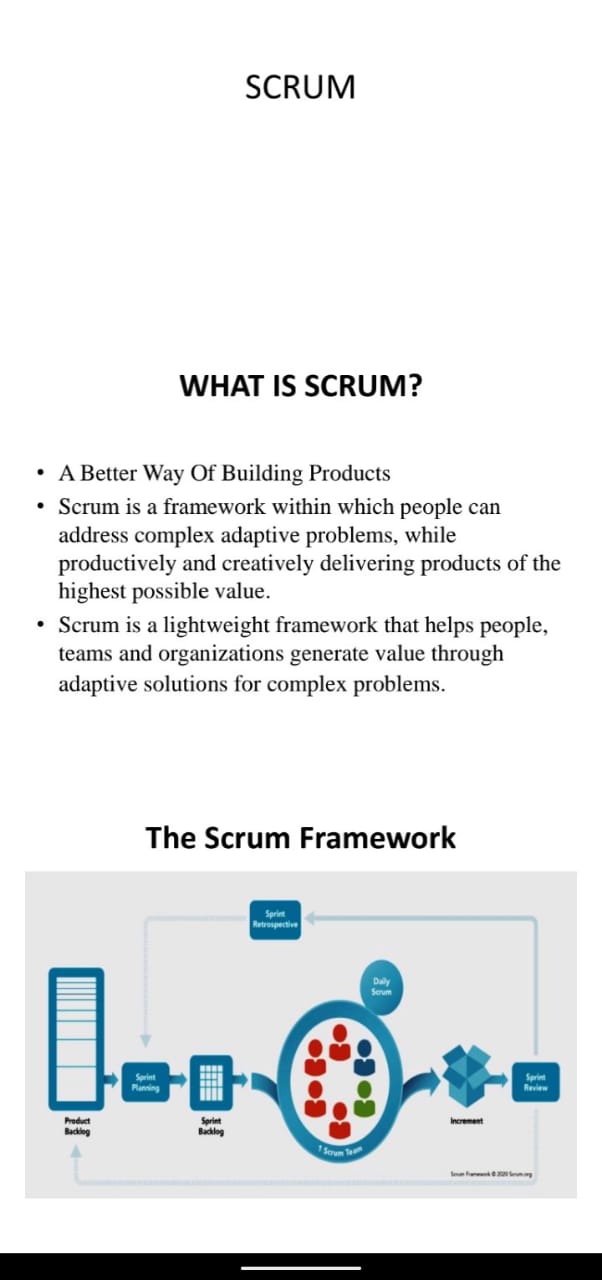 SCRUM
WHAT IS SCRUM?
• A Better Way Of Building Products
• Scrum is a framework within which people can
address complex adaptive problems, while
productively and creatively delivering products of the
highest possible value.
• Scrum is a lightweight framework that helps people,
teams and organizations generate value through
adaptive solutions for complex problems.
The Scrum Framework
Sprint
Retrospective
Daily
Scrum
Sprint
Planning
Sprint
Review
Product
Backlog
Sprint
Backlog
Increment
1 Scrum Team
Scrum Framework © 2020 Scrum.org